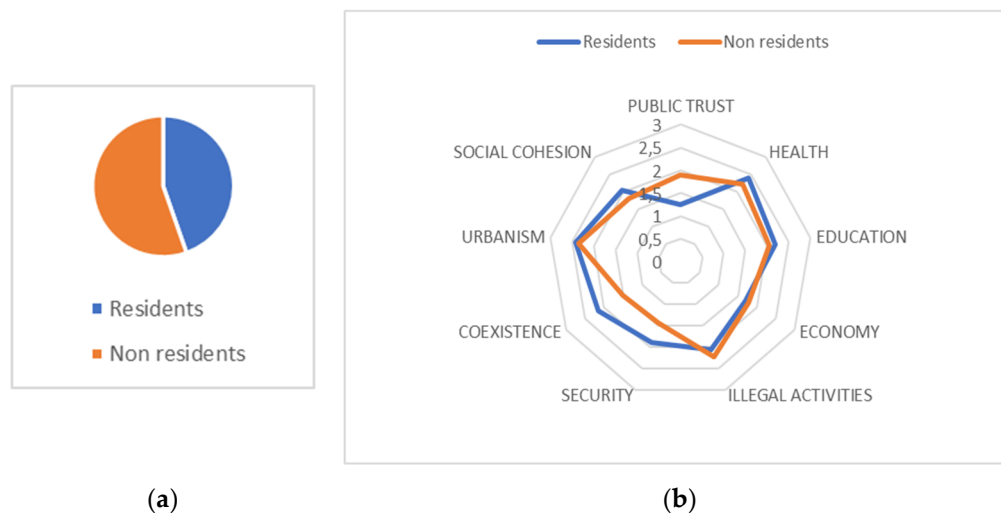 Residents
Non residents
Residents
Non residents
PUBLIC TRUST
HEALTH
EDUCATION
ECONOMY
ILLEGAL ACTIVITIES
SECURITY
COEXISTENCE
URBANISM
SOCIAL COHESION
3
2,5
2
1,5
1
0,5
0
(a)
(b)